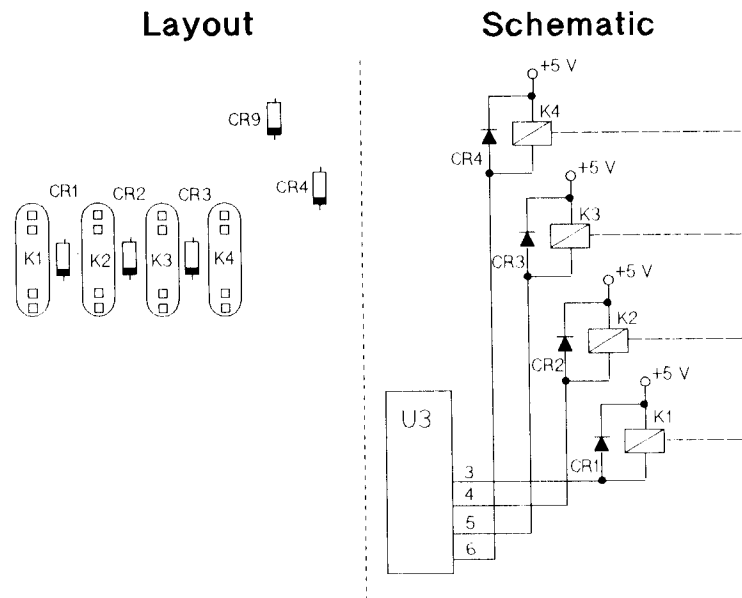 Layout
Schematic
CR9
CR4
CR1
CR2
CR3
K1
K2
K3
K4
+5 V
K4
CR4
+5 V
K3
CR3
+5 V
K2
CR2
+5 V
K1
CR1
U3
3
4
5
6